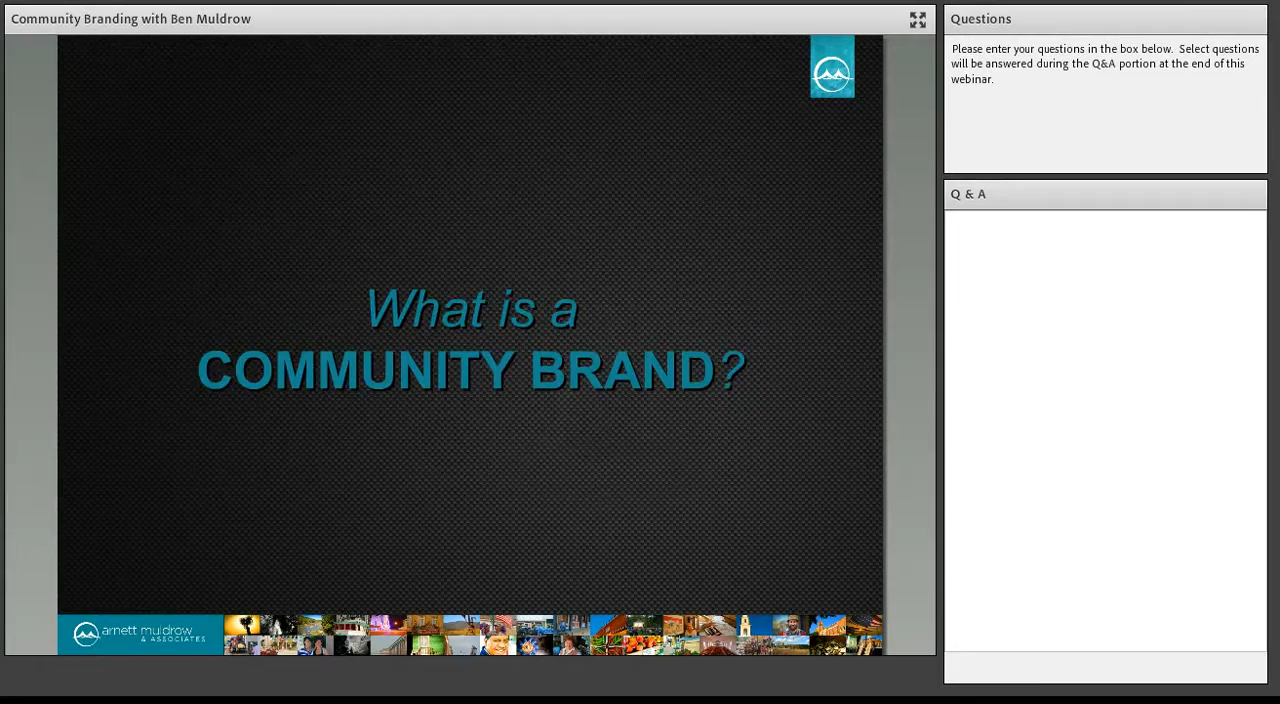 Community Branding with Ben Muldrow
What is a
COMMUNITY BRAND?
arnett muldrow
& ASSOCIATES
Questions
Please enter your questions in the box below. Select questions
will be answered during the Q&A portion at the end of this
webinar.
Q & A